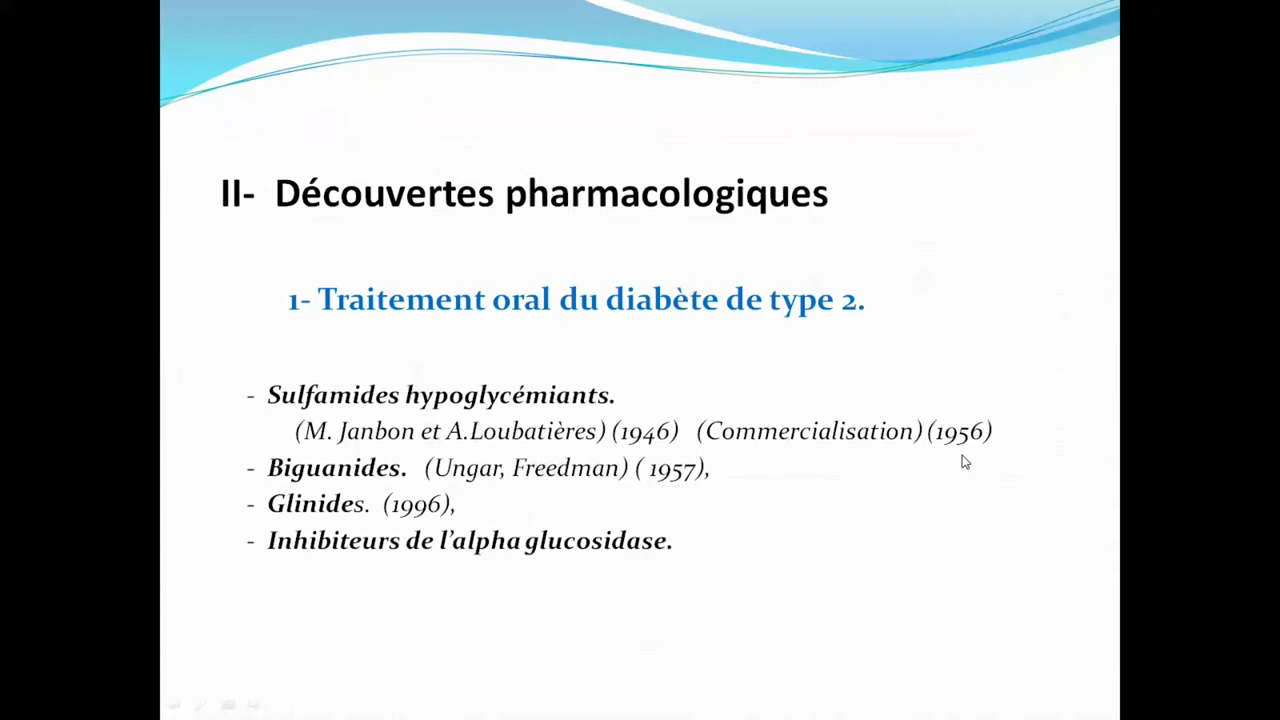 II- Découvertes pharmacologiques
1- Traitement oral du diabète de type 2.
- Sulfamides hypoglycémiants.
(M. Janbon et A.Loubatières) (1946) (Commercialisation) (1956)
- Biguanides. (Ungar, Freedman) ( 1957),
- Glinides. (1996),
- Inhibiteurs de l'alpha glucosidase.